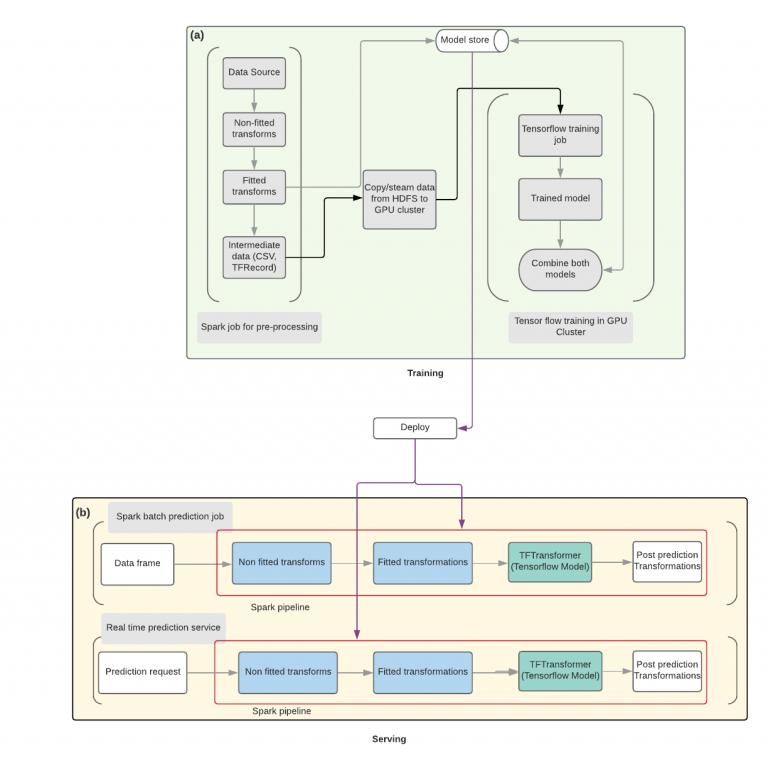 (a)
Model store
Data Source
Non-fitted
transforms
Fitted
transforms
Intermediate
data (CSV,
TFRecord)
Spark job for pre-processing
Copy/steam data
from HDFS to
GPU cluster
Tensorflow training
job
Trained model
Combine both
models
Tensor flow training in GPU
Cluster
Training
Deploy
(b)
Spark batch prediction job
Data frame
Non fitted transforms
Fitted transformations
TFTransformer
(Tensorflow Model)
Post prediction
Transformations
Spark pipeline
Real time prediction service
Prediction request
Non fitted transforms
Fitted transformations
TFTransformer
(Tensorflow Model)
Post prediction
Transformations
Spark pipeline
Serving